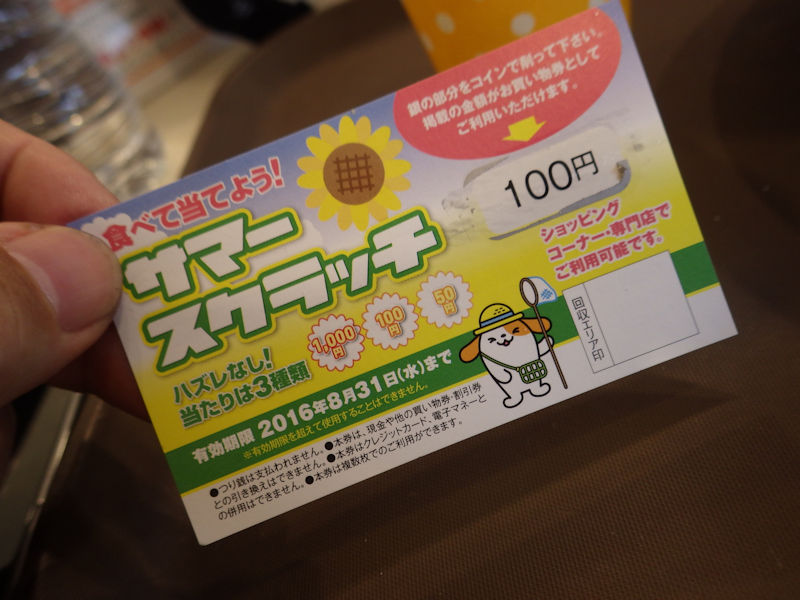 銀の部分をコインで削って下さい。
掲載の金額がお買い物券として
ご利用いただけます。
100円
食べて当てよう!
サマー
スクラッチ
ショッピング
コーナー・専門店で
ご利用可能です。
1,000円
100円
50円
回収エリア印
ハズレなし!
当たりは3種類
有効期限 2016年8月31日(水)まで
※有効期限を超えて使用することはできません。
●つり銭は支払われません。●本券は、現金や他の買い物券・割引券
との引き換えはできません。●本券はクレジットカード、電子マネーと
の併用はできません。●本券は複数枚でのご利用ができます。